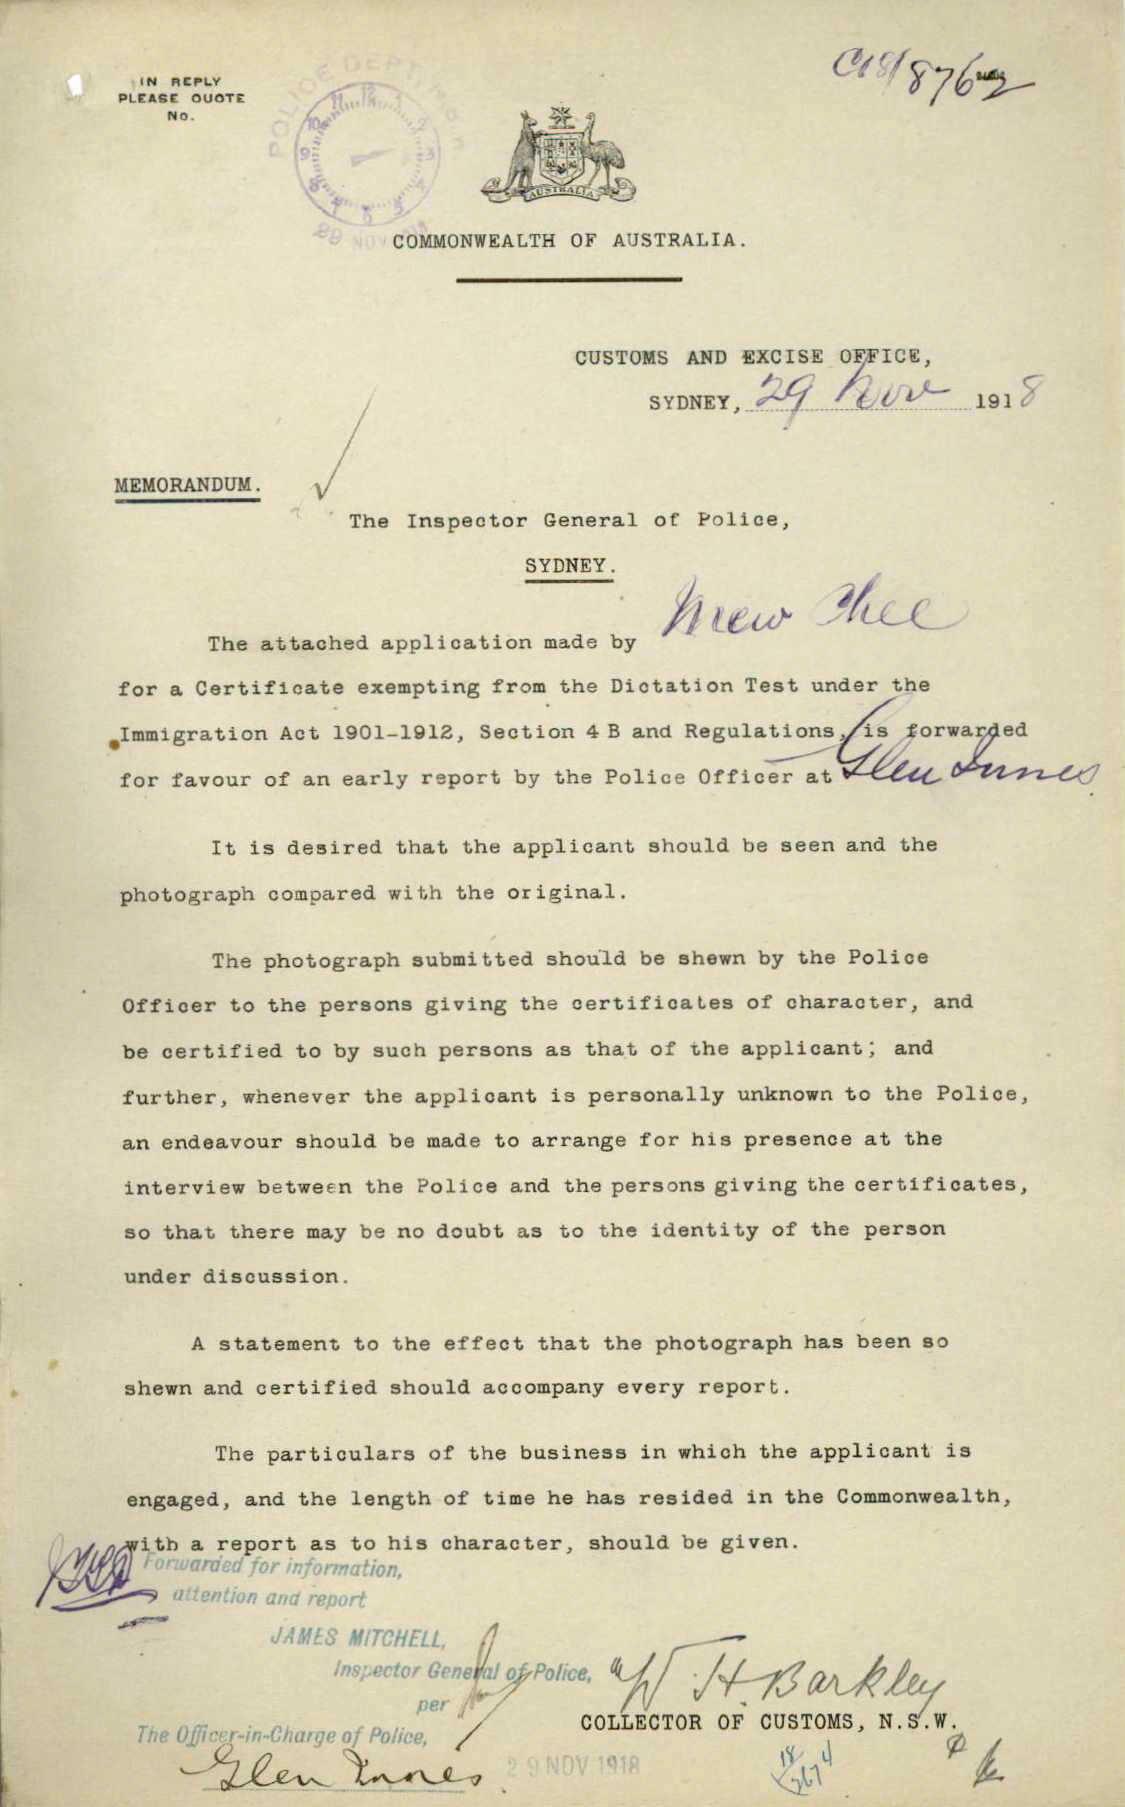 IN REPLY
PLEASE QUOTE
No.
POLICE DEPT
29 NOV
C18/8762
AUSTRALIA
COMMONWEALTH OF AUSTRALIA.
CUSTOMS AND EXCISE OFFICE,
SYDNEY, 29 Nov 1918
MEMORANDUM.
The Inspector General of Police,
SYDNEY.
The attached application made by Mew Chee
for a Certificate exempting from the Dictation Test under the
Immigration Act 1901-1912, Section 4 B and Regulations, is forwarded
for favour of an early report by the Police Officer at Glen Innes.
It is desired that the applicant should be seen and the
photograph compared with the original.
The photograph submitted should be shewn by the Police
Officer to the persons giving the certificates of character, and
be certified to by such persons as that of the applicant; and
further, whenever the applicant is personally unknown to the Police,
an endeavour should be made to arrange for his presence at the
interview between the Police and the persons giving the certificates,
so that there may be no doubt as to the identity of the person
under discussion.
A statement to the effect that the photograph has been so
shewn and certified should accompany every report.
The particulars of the business in which the applicant is
engaged, and the length of time he has resided in the Commonwealth,
with a report as to his character, should be given.
Forwarded for information,
attention and report
JAMES MITCHELL,
Inspector General of Police,
per
The Officer-in-Charge of Police,
Glen Innes.
29 NOV 1918
W. H. Barkley
COLLECTOR OF CUSTOMS, N.S.W.
18/2674